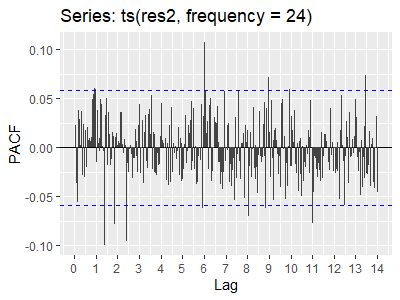 Series: ts(res2, frequency = 24)
0.10
0.05
0.00
-0.05
-0.10
PACF
0 1 2 3 4 5 6 7 8 9 10 11 12 13 14
Lag